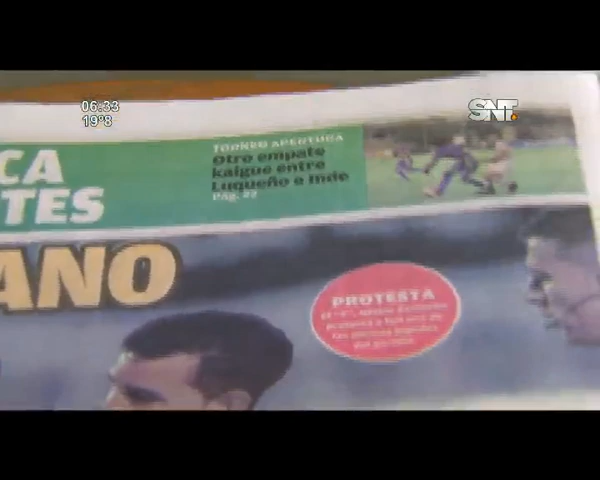 06:33
19°8
SNT
TORNEO APERTURA
Otro empate
kaigue entre
Luqueño e Inde
Pág. 22
CA
TES
ANO
PROTESTA